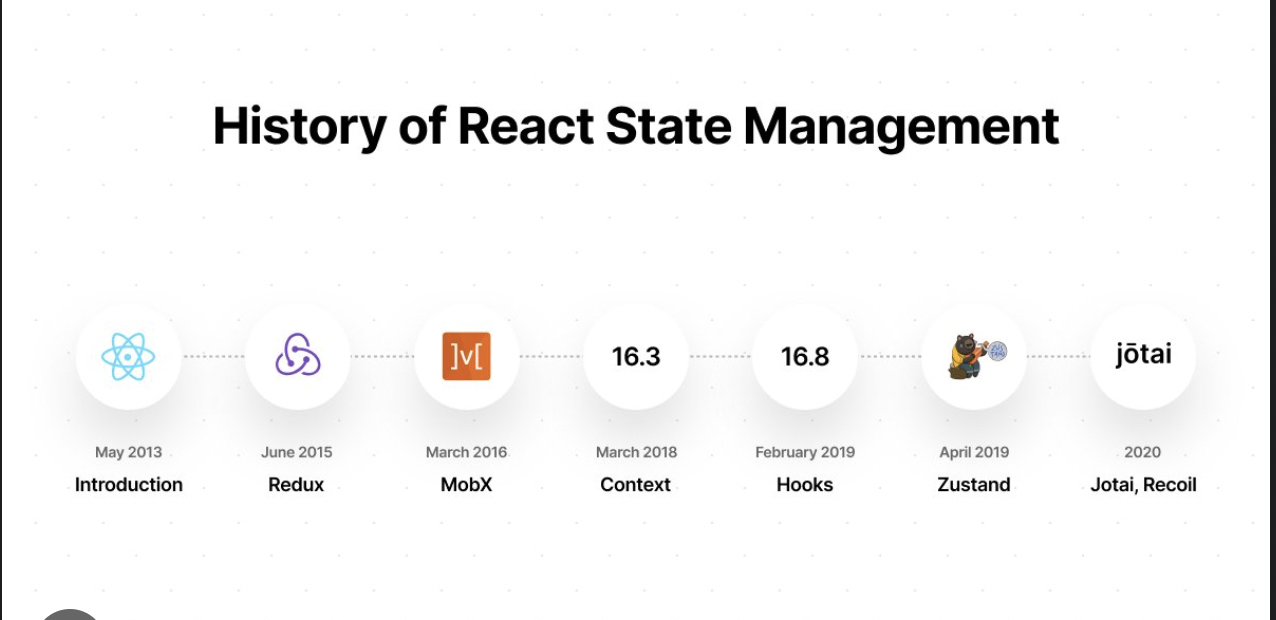 History of React State Management
]v[
16.3
16.8
jōtai
May 2013
June 2015
March 2016
March 2018
February 2019
April 2019
2020
Introduction
Redux
MobX
Context
Hooks
Zustand
Jotai, Recoil